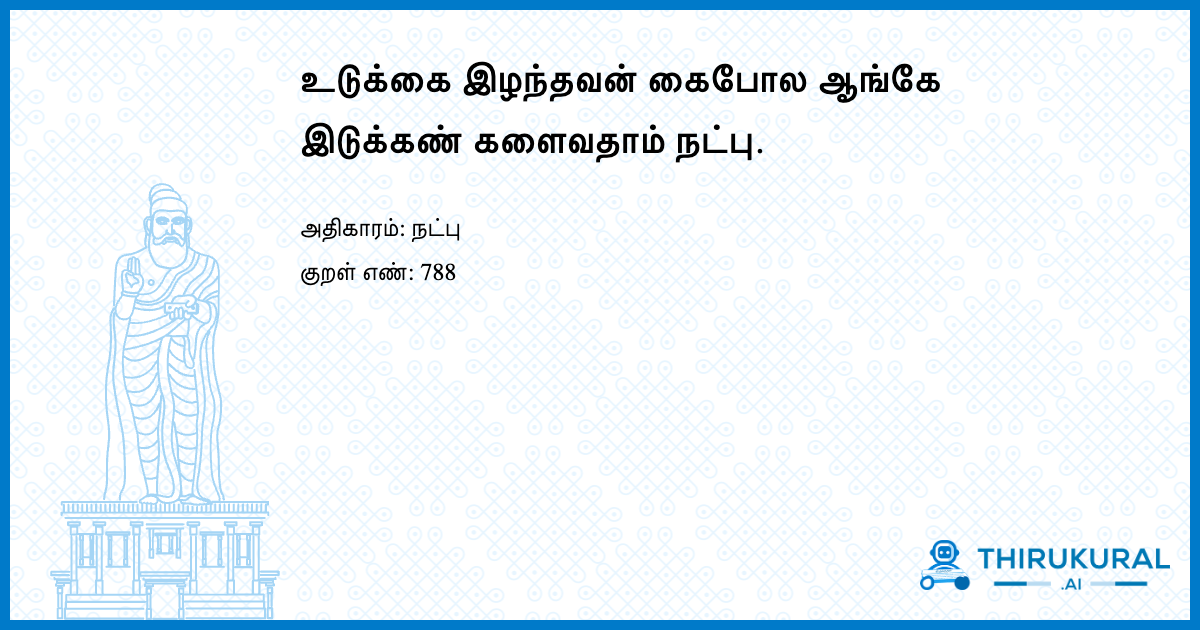 உடுக்கை இழந்தவன் கைபோல ஆங்கே
இடுக்கண் களைவதாம் நட்பு.
அதிகாரம்: நட்பு
குறள் எண்: 788
THIRUKURAL
.AI